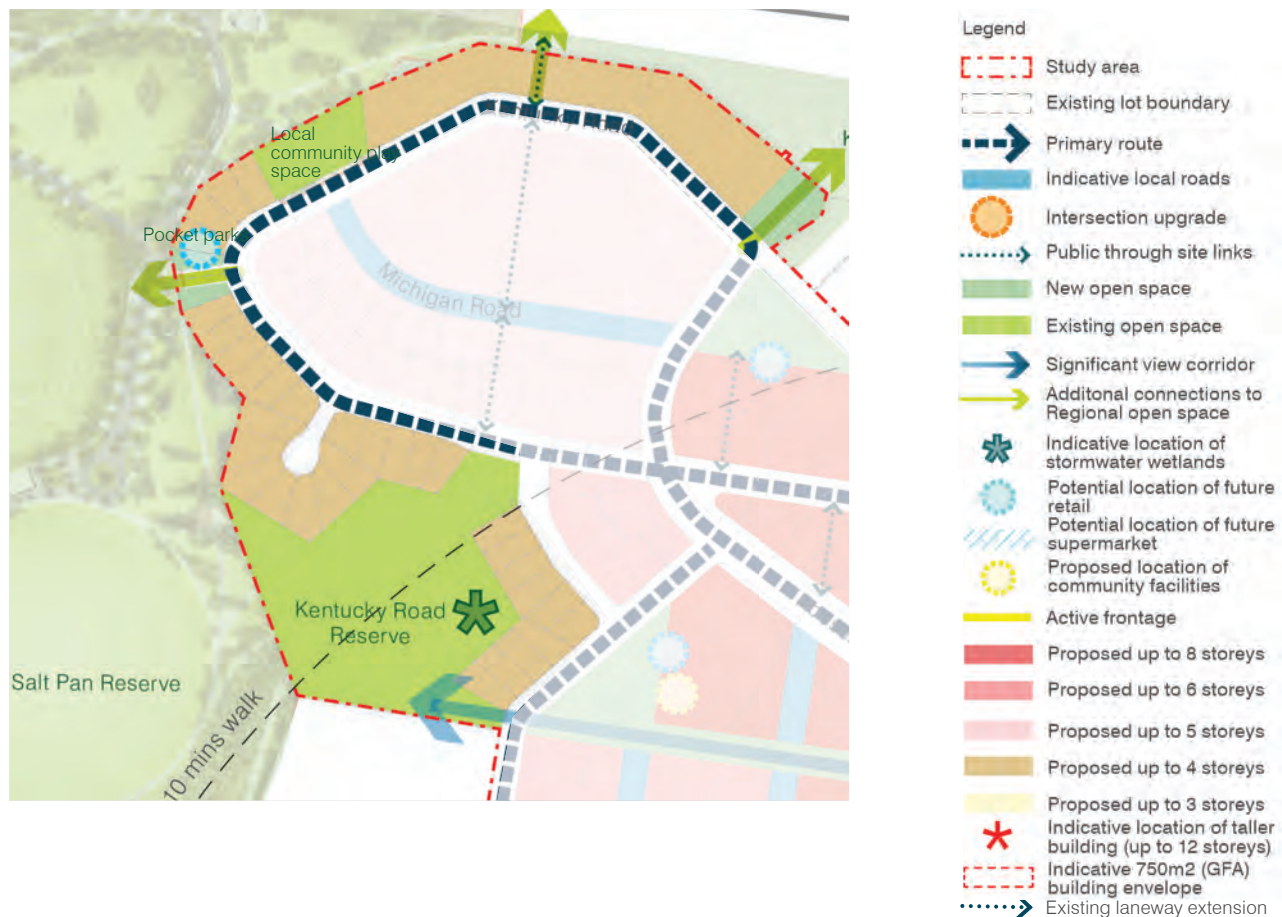 Local
community play
space
Kentucky Road
Pocket park
Michigan Road
Kentucky Road
Reserve
Salt Pan Reserve
10 mins walk
K
Legend
Study area
Existing lot boundary
Primary route
Indicative local roads
Intersection upgrade
Public through site links
New open space
Existing open space
Significant view corridor
Additonal connections to
Regional open space
Indicative location of
stormwater wetlands
Potential location of future
retail
Potential location of future
supermarket
Proposed location of
community facilities
Active frontage
Proposed up to 8 storeys
Proposed up to 6 storeys
Proposed up to 5 storeys
Proposed up to 4 storeys
Proposed up to 3 storeys
Indicative location of taller
building (up to 12 storeys)
Indicative 750m2 (GFA)
building envelope
Existing laneway extension